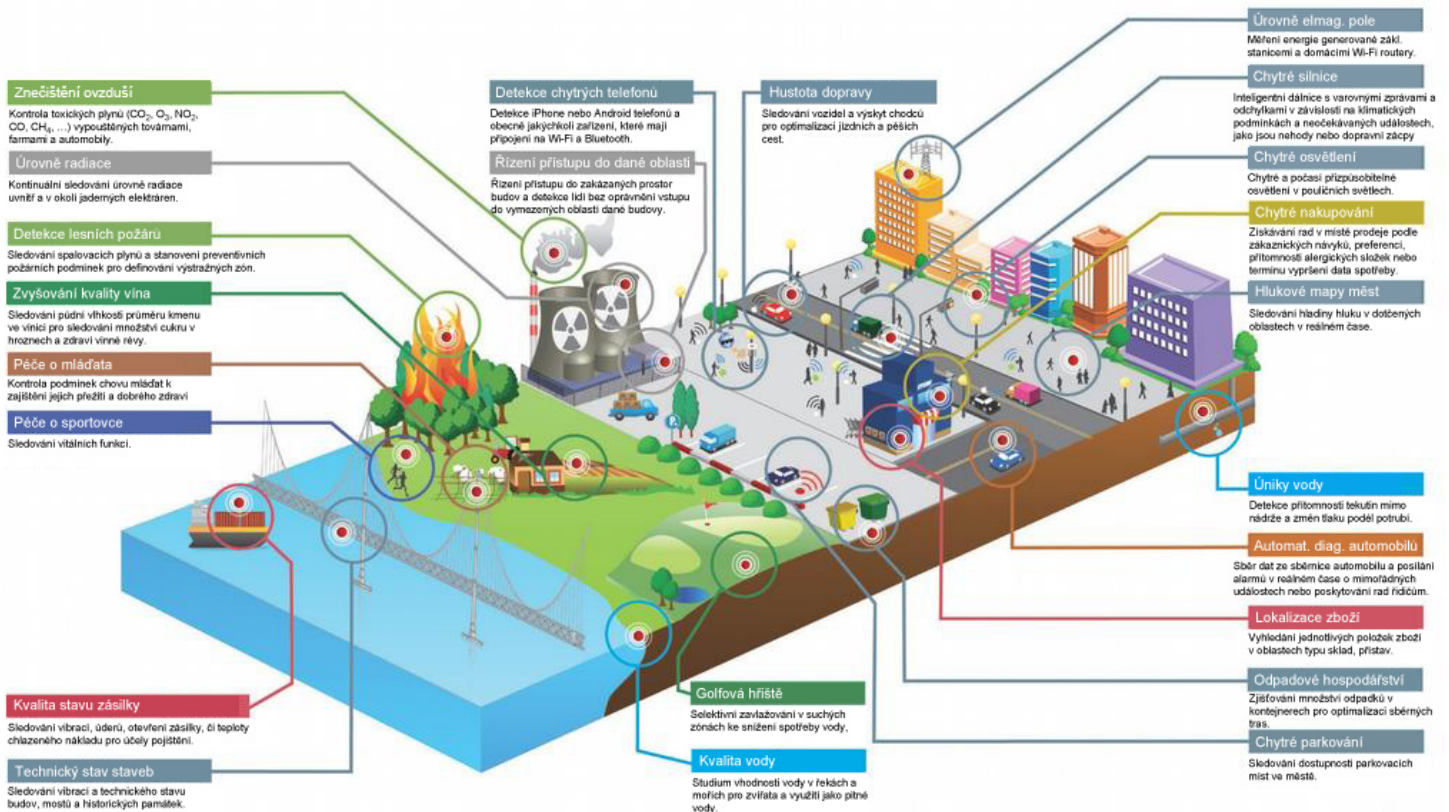 Znečištění ovzduší
Kontrola toxických plynů (CO2, O3, NO2,
CO, CH4, ...) vypouštěných továrnami,
farmami a automobily.
Úrovně radiace
Kontinuální sledování úrovně radiace
uvnitř a v okolí jaderných elektráren.
Detekce lesních požárů
Sledování spalovacích plynů a stanovení preventivních
požárních podmínek pro definování výstražných zón.
Zvyšování kvality vína
Sledování půdní vlhkosti průměru kmenu
ve vinici pro sledování množství cukru v
hroznech a zdraví vinné révy.
Péče o mláďata
Kontrola podmínek chovu mláďat k
zajištění jejich přežití a dobrého zdraví
Péče o sportovce
Sledování vitálních funkcí.
Kvalita stavu zásilky
Sledování vibrací, úderů, otevření zásilky, či teploty
chlazeného nákladu pro účely pojištění.
Technický stav staveb
Sledování vibrací a technického stavu
budov, mostů a historických památek.
Detekce chytrých telefonů
Detekce iPhone nebo Android telefonů a
obecně jakýchkoli zařízení, které mají
připojení na Wi-Fi a Bluetooth.
Řízení přístupu do dané oblasti
Řízení přístupu do zakázaných prostor
budov a detekce lidí bez oprávnění vstupu
do vymezených oblastí dané budovy.
Hustota dopravy
Sledování vozidel a výskyt chodců
pro optimalizaci jízdních a pěších
cest.
Golfová hřiště
Selektivní zavlažování v suchých
zónách ke snížení spotřeby vody,
Kvalita vody
Studium vhodnosti vody v řekách a
mořích pro zvířata a využití jako pitné
vody.
Úrovně elmag. pole
Měření energie generované zákl.
stanicemi a domácími Wi-Fi routery.
Chytré silnice
Inteligentní dálnice s varovnými zprávami a
odchylkami v závislosti na klimatických
podmínkách a neočekávaných událostech,
jako jsou nehody nebo dopravní zácpy
Chytré osvětlení
Chytré a počasí přizpůsobitelné
osvětlení v pouličních světlech.
Chytré nakupování
Získávání rad v místě prodeje podle
zákaznických návyků, preferencí,
přítomnosti alergických složek nebo
termínu vypršení data spotřeby.
Hlukové mapy měst
Sledování hladiny hluku v dotčených
oblastech v reálném čase.
Úniky vody
Detekce přítomnosti tekutin mimo
nádrže a změn tlaku podél potrubí.
Automat. diag. automobilů
Sběr dat ze sběrnice automobilu a posílání
alarmů v reálném čase o mimořádných
událostech nebo poskytování rad řidičům.
Lokalizace zboží
Vyhledání jednotlivých položek zboží
v oblastech typu sklad, přístav.
Odpadové hospodářství
Zjišťování množství odpadků v
kontejnerech pro optimalizaci sběrných
tras.
Chytré parkování
Sledování dostupnosti parkovacích
míst ve městě.
P